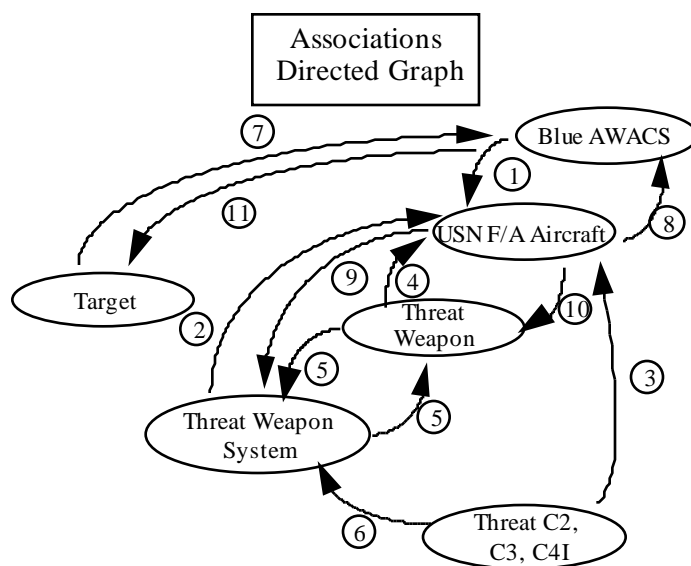 Associations
Directed Graph
7
Blue AWACS
1
11
8
USN F/A Aircraft
9
4
Target
2
10
Threat
Weapon
5
3
5
Threat Weapon
System
6
Threat C2,
C3, C4I